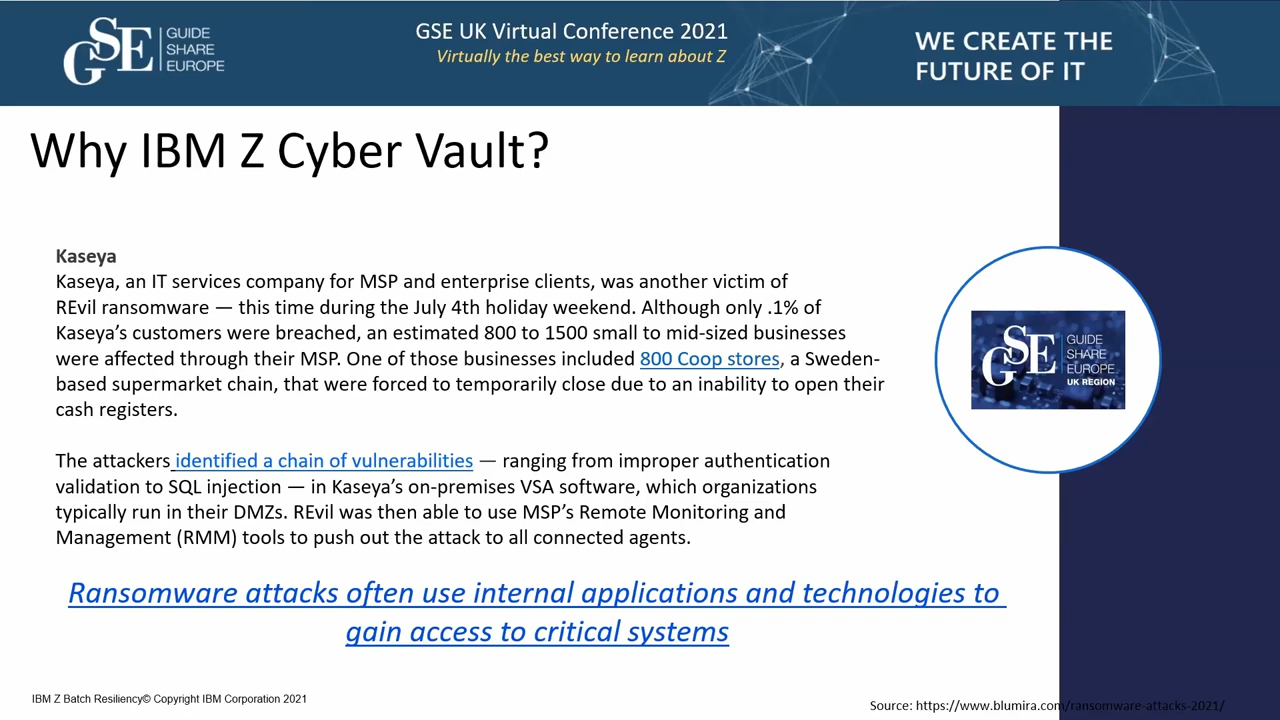 GSE GUIDE SHARE EUROPE
GSE UK Virtual Conference 2021
Virtually the best way to learn about Z
WE CREATE THE
FUTURE OF IT
Why IBM Z Cyber Vault?
Kaseya
Kaseya, an IT services company for MSP and enterprise clients, was another victim of
REvil ransomware — this time during the July 4th holiday weekend. Although only .1% of
Kaseya’s customers were breached, an estimated 800 to 1500 small to mid-sized businesses
were affected through their MSP. One of those businesses included 800 Coop stores, a Sweden-
based supermarket chain, that were forced to temporarily close due to an inability to open their
cash registers.
The attackers identified a chain of vulnerabilities — ranging from improper authentication
validation to SQL injection — in Kaseya’s on-premises VSA software, which organizations
typically run in their DMZs. REvil was then able to use MSP’s Remote Monitoring and
Management (RMM) tools to push out the attack to all connected agents.
Ransomware attacks often use internal applications and technologies to
gain access to critical systems
GSE GUIDE SHARE EUROPE UK REGION
IBM Z Batch Resiliency© Copyright IBM Corporation 2021
Source: https://www.blumira.com/ransomware-attacks-2021/